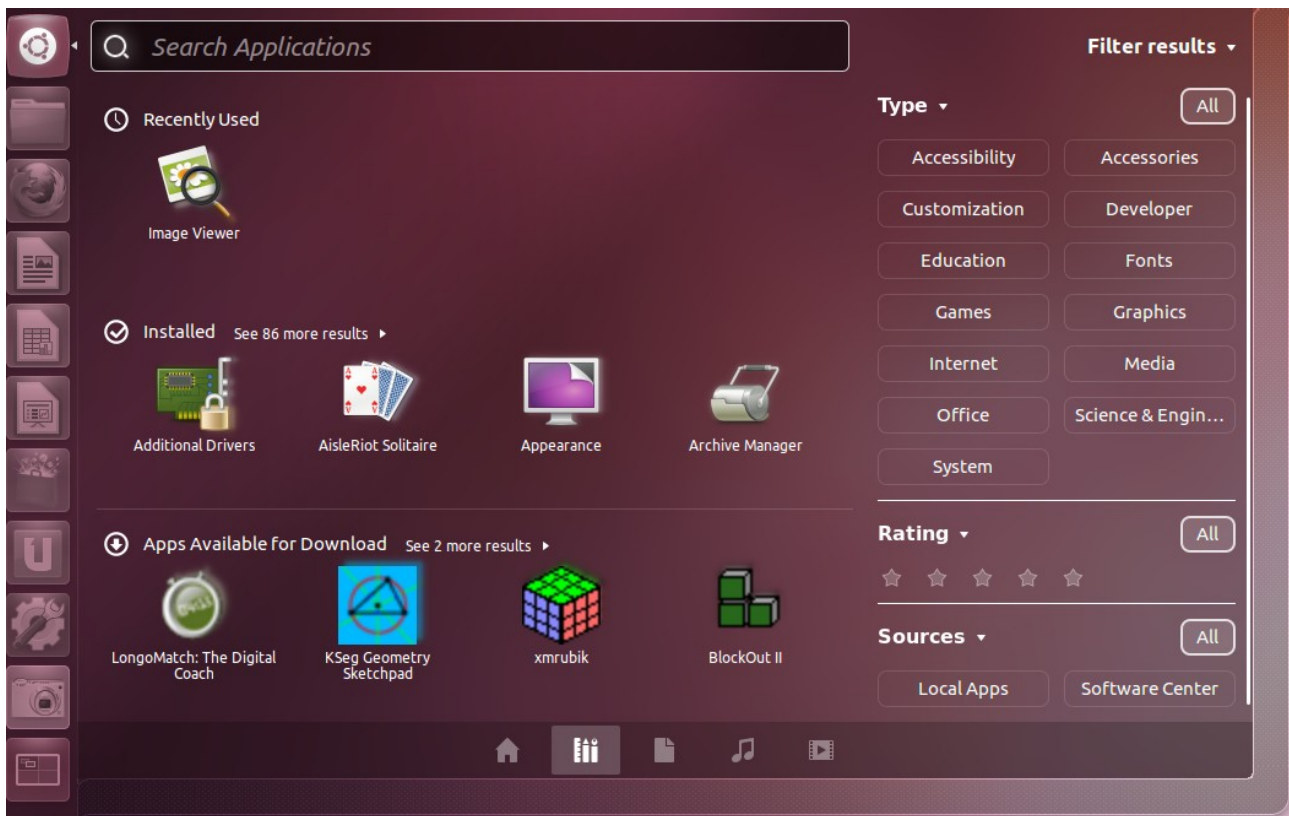 Search Applications
Filter results
Recently Used
Image Viewer
Installed See 86 more results
Additional Drivers
AisleRiot Solitaire
Appearance
Archive Manager
Apps Available for Download See 2 more results
LongoMatch: The Digital
Coach
KSeg Geometry
Sketchpad
xmrubik
BlockOut II
Type
All
Accessibility
Accessories
Customization
Developer
Education
Fonts
Games
Graphics
Internet
Media
Office
Science & Engin...
System
Rating
All
Sources
All
Local Apps
Software Center